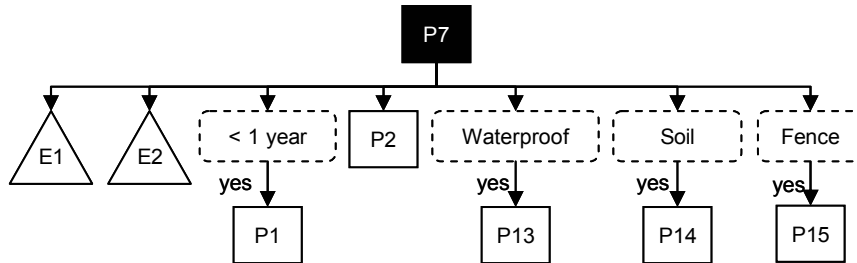 P7
E1
E2
< 1 year
P2
Waterproof
Soil
Fence
yes
yes
yes
yes
P1
P13
P14
P15